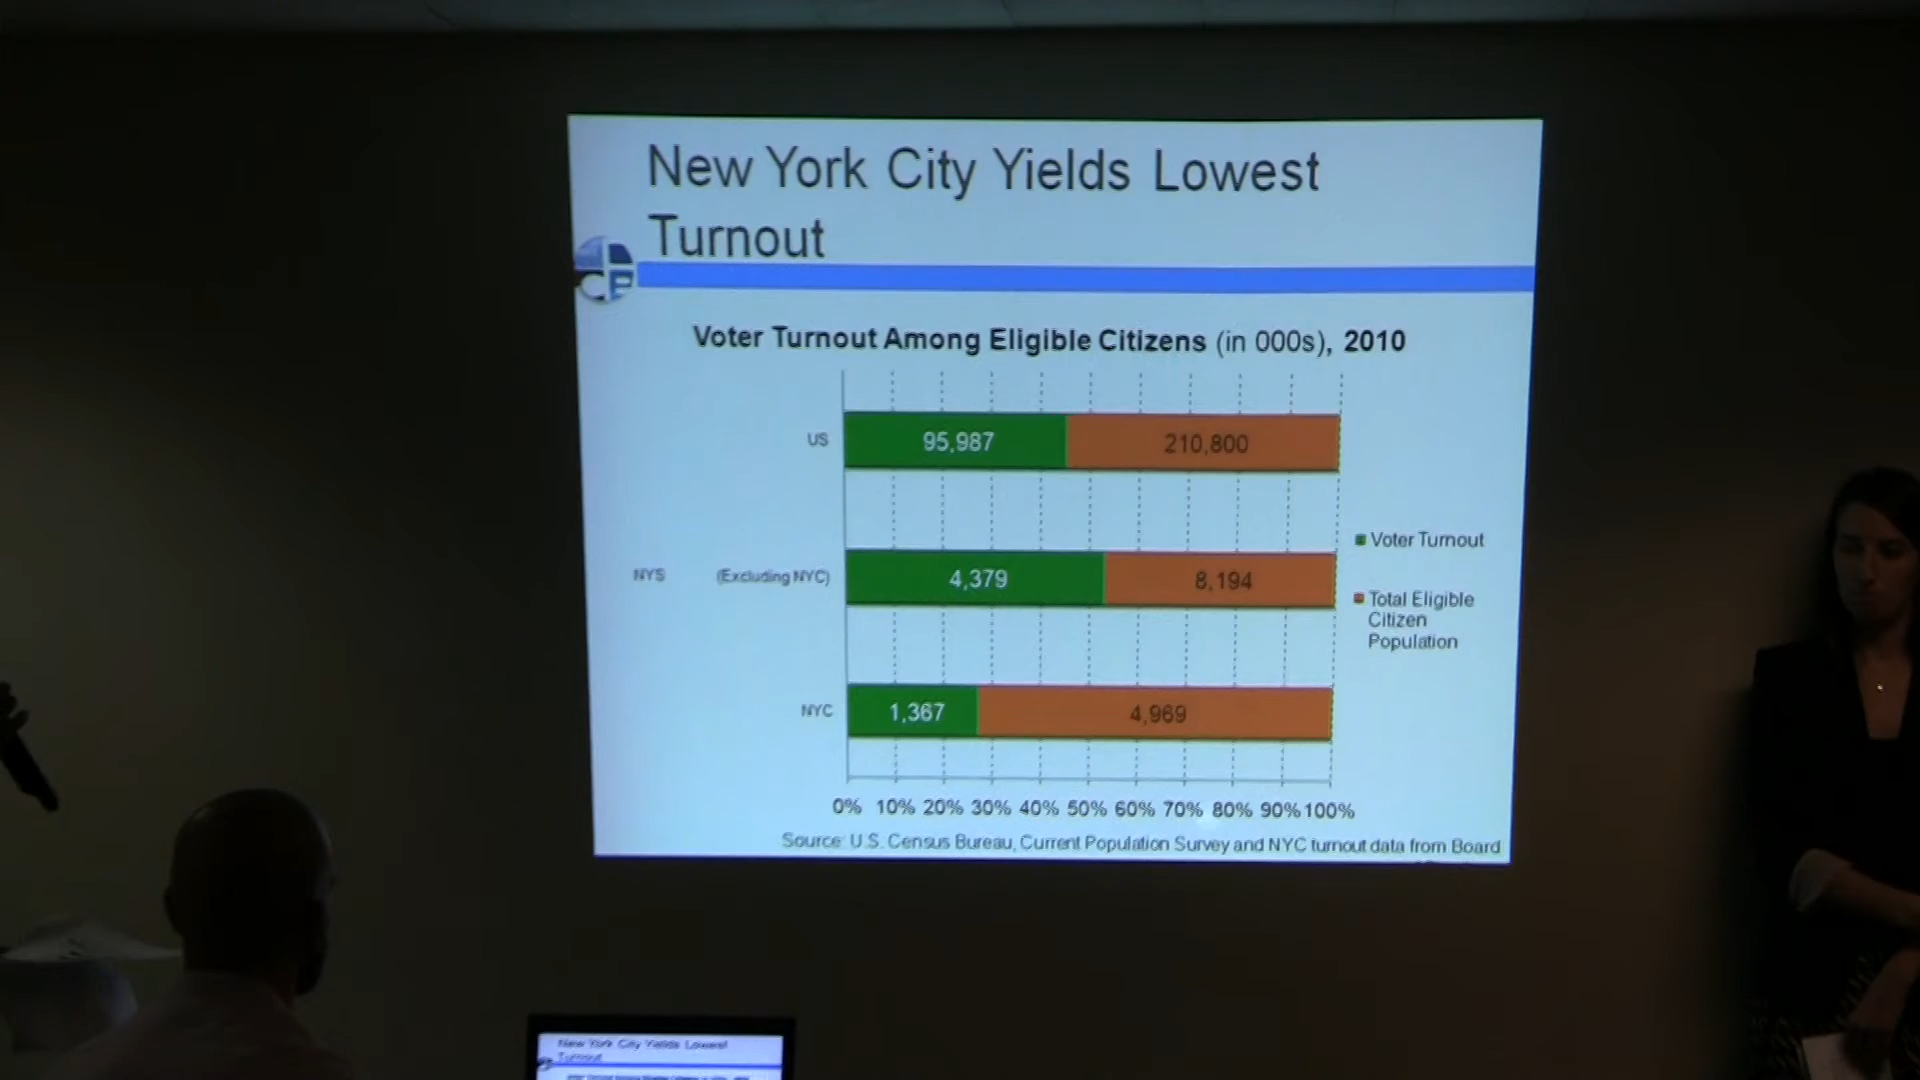 New York City Yields Lowest
Turnout
CP
Voter Turnout Among Eligible Citizens (in 000s), 2010
US 95,987 210,800
NYS (Excluding NYC) 4,379 8,194
NYC 1,367 4,969
Voter Turnout
Total Eligible
Citizen
Population
0% 10% 20% 30% 40% 50% 60% 70% 80% 90% 100%
Source: U.S. Census Bureau, Current Population Survey and NYC turnout data from Board
New York City Yields Lowest
Turnout